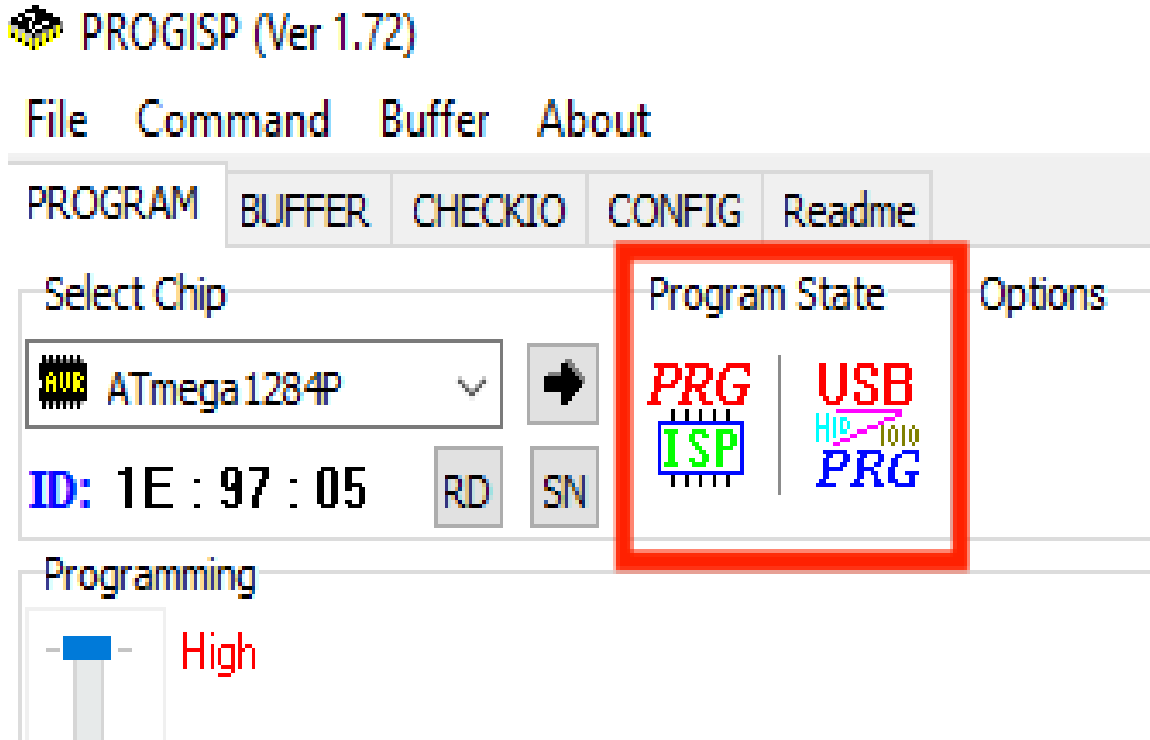 PROGISP (Ver 1.72)
File Command Buffer About
PROGRAM BUFFER CHECKIO CONFIG Readme
Select Chip Program State Options
AVR ATmega1284P PRG ISP USB HID 1010 PRG
ID: 1E : 97 : 05 RD SN
Programming
High